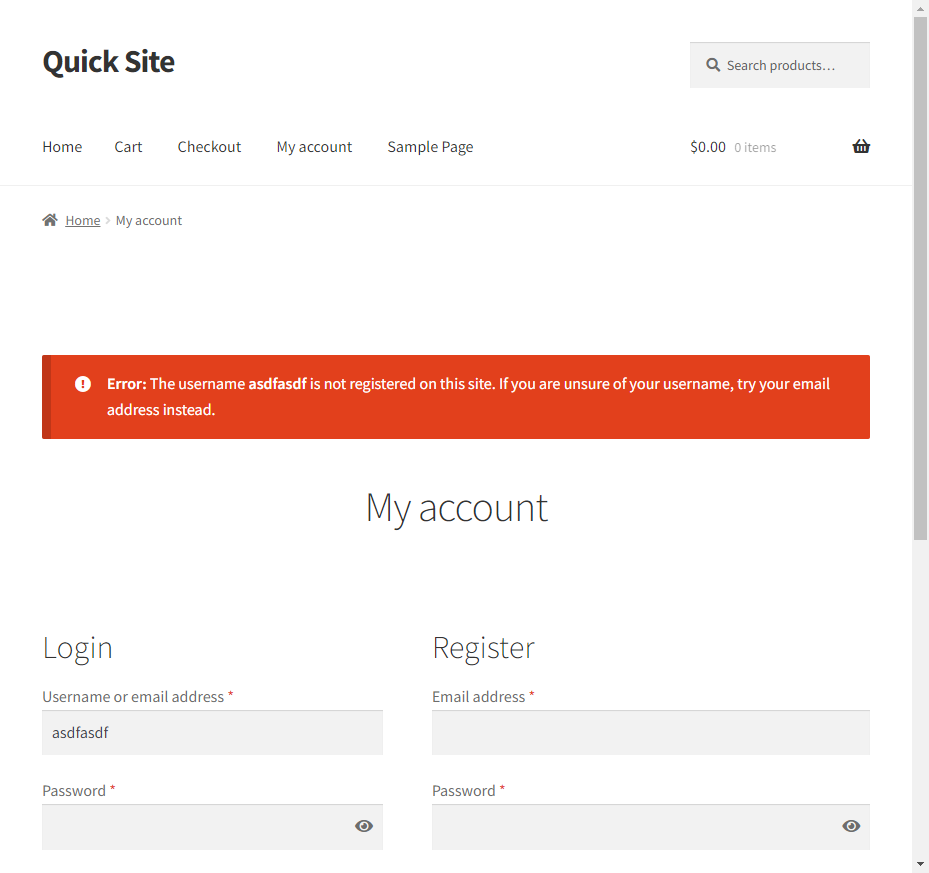 Quick Site
Search products…
Home Cart Checkout My account Sample Page $0.00 0 items
Home › My account
Error: The username asdfasdf is not registered on this site. If you are unsure of your username, try your email
address instead.
My account
Login Register
Username or email address * Email address *
asdfasdf
Password * Password *